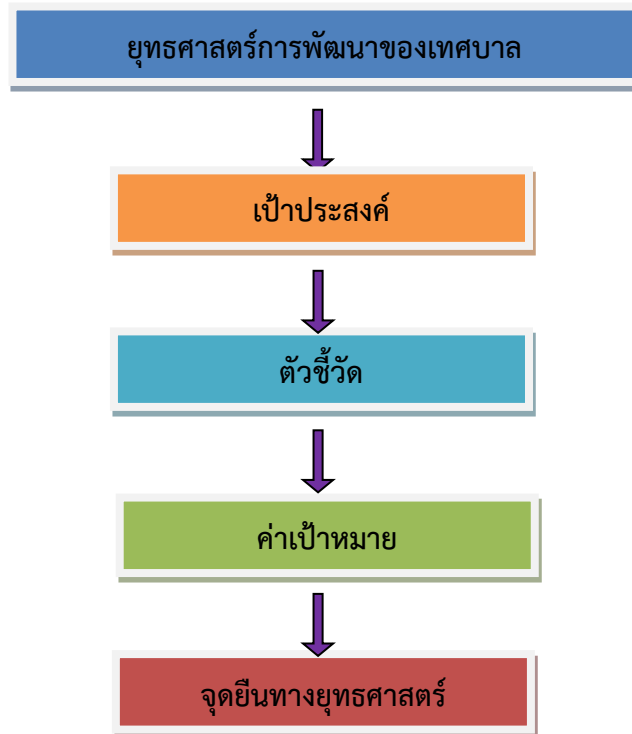 ยุทธศาสตร์การพัฒนาของเทศบาล
เป้าประสงค์
ตัวชี้วัด
ค่าเป้าหมาย
จุดยืนทางยุทธศาสตร์